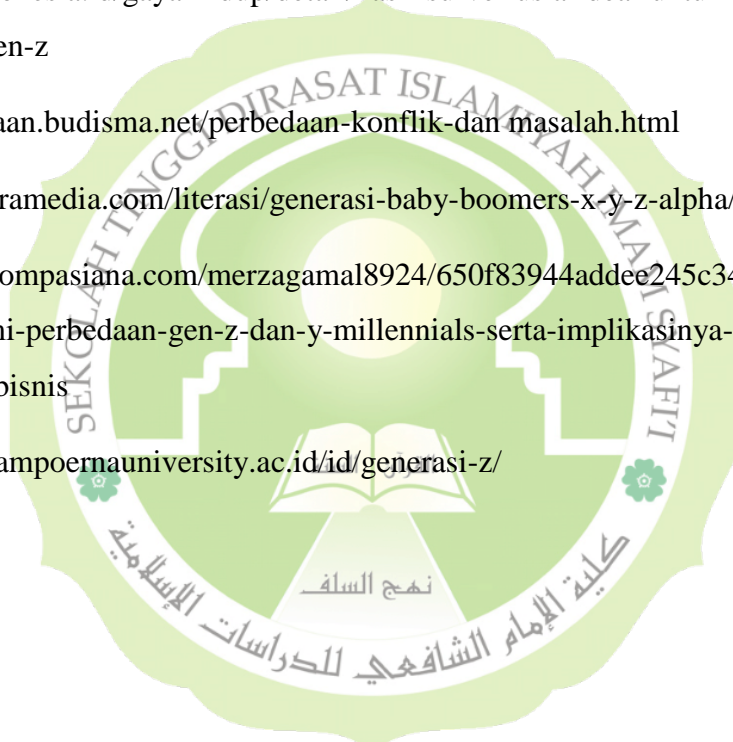 en-z
aan.budisma.net/perbedaan-konflik-dan masalah.html
ramedia.com/literasi/generasi-baby-boomers-x-y-z-alpha/
ompasiana.com/merzagamal8924/650f83944addee245c34
ni-perbedaan-gen-z-dan-y-millennials-serta-implikasinya-
bisnis
ampoernauniversity.ac.id/id/generasi-z/
SEKOLAH TINGGI DIRASAT ISLAMIYAH IMAM SYAFI'I
القرآن
نهج السلف
كلية الإمام الشافعي للدراسات الإسلامية